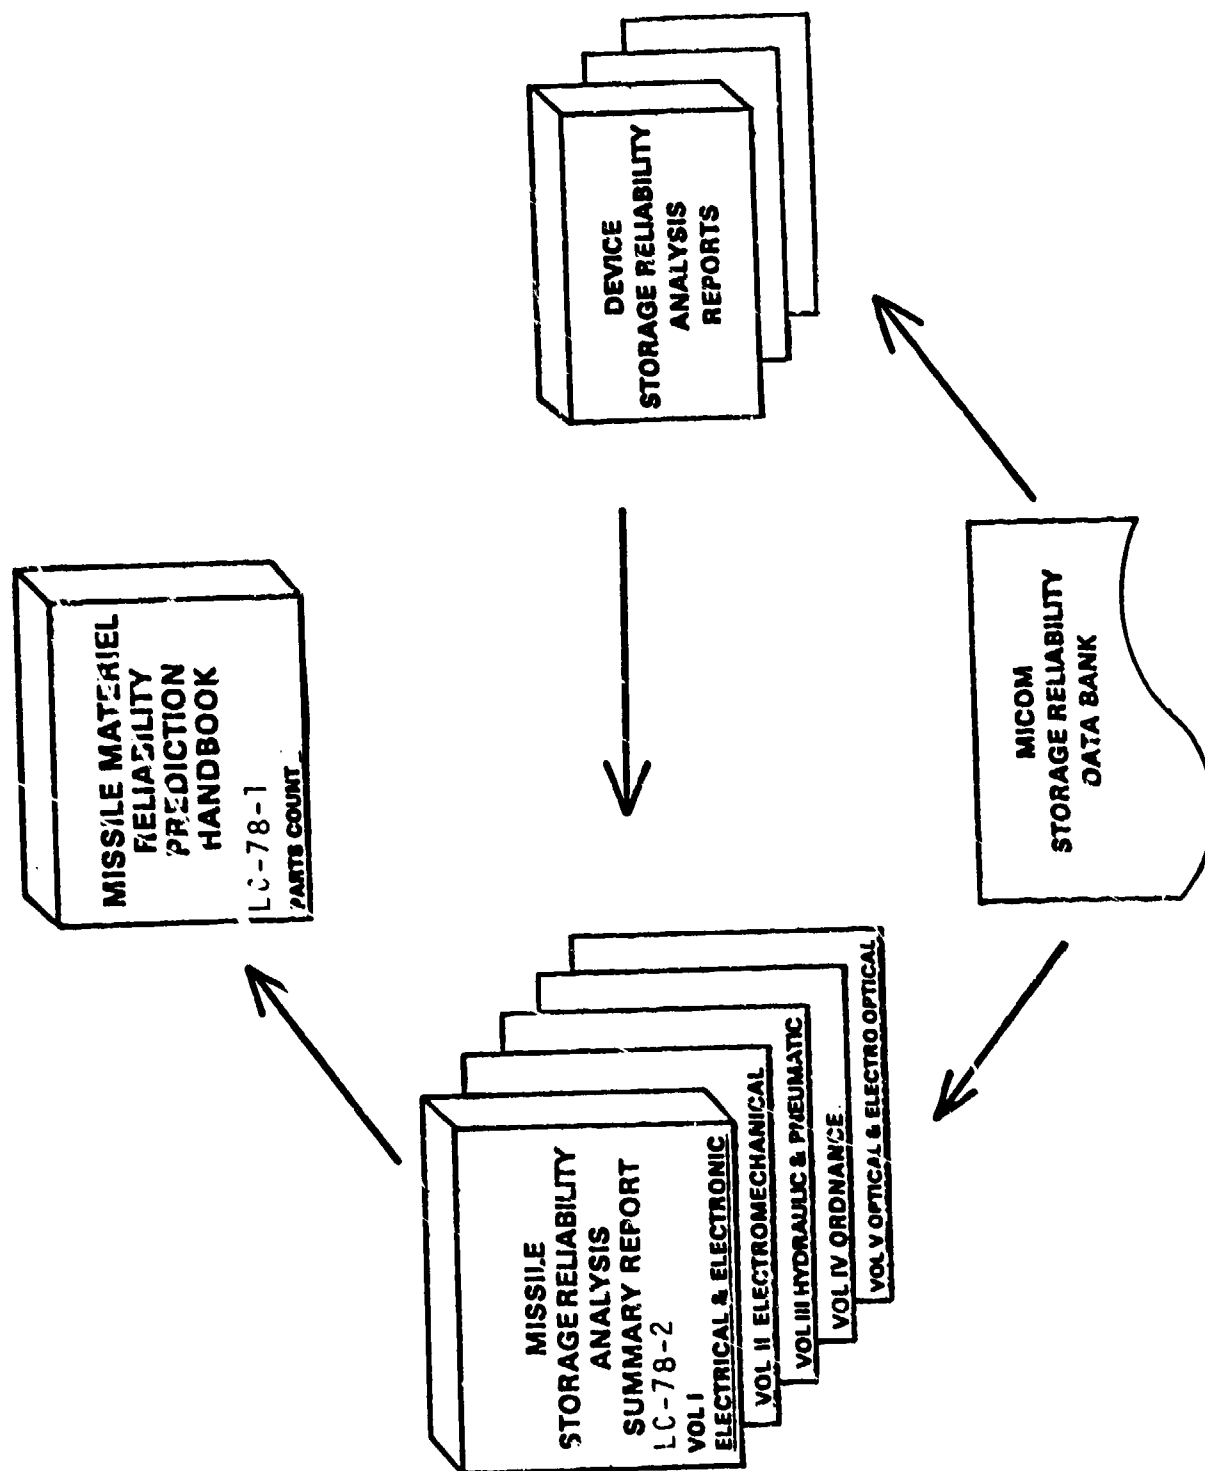 MISSILE MATERIEL
RELIABILITY
PREDICTION
HANDBOOK
LC-78-1
PARTS COUNT
MISSILE
STORAGE RELIABILITY
ANALYSIS
SUMMARY REPORT
LC-78-2
VOL I
ELECTRICAL & ELECTRONIC
VOL II ELECTROMECHANICAL
VOL III HYDRAULIC & PNEUMATIC
VOL IV ORDNANCE
VOL V OPTICAL & ELECTRO OPTICAL
DEVICE
STORAGE RELIABILITY
ANALYSIS
REPORTS
MICOM
STORAGE RELIABILITY
DATA BANK